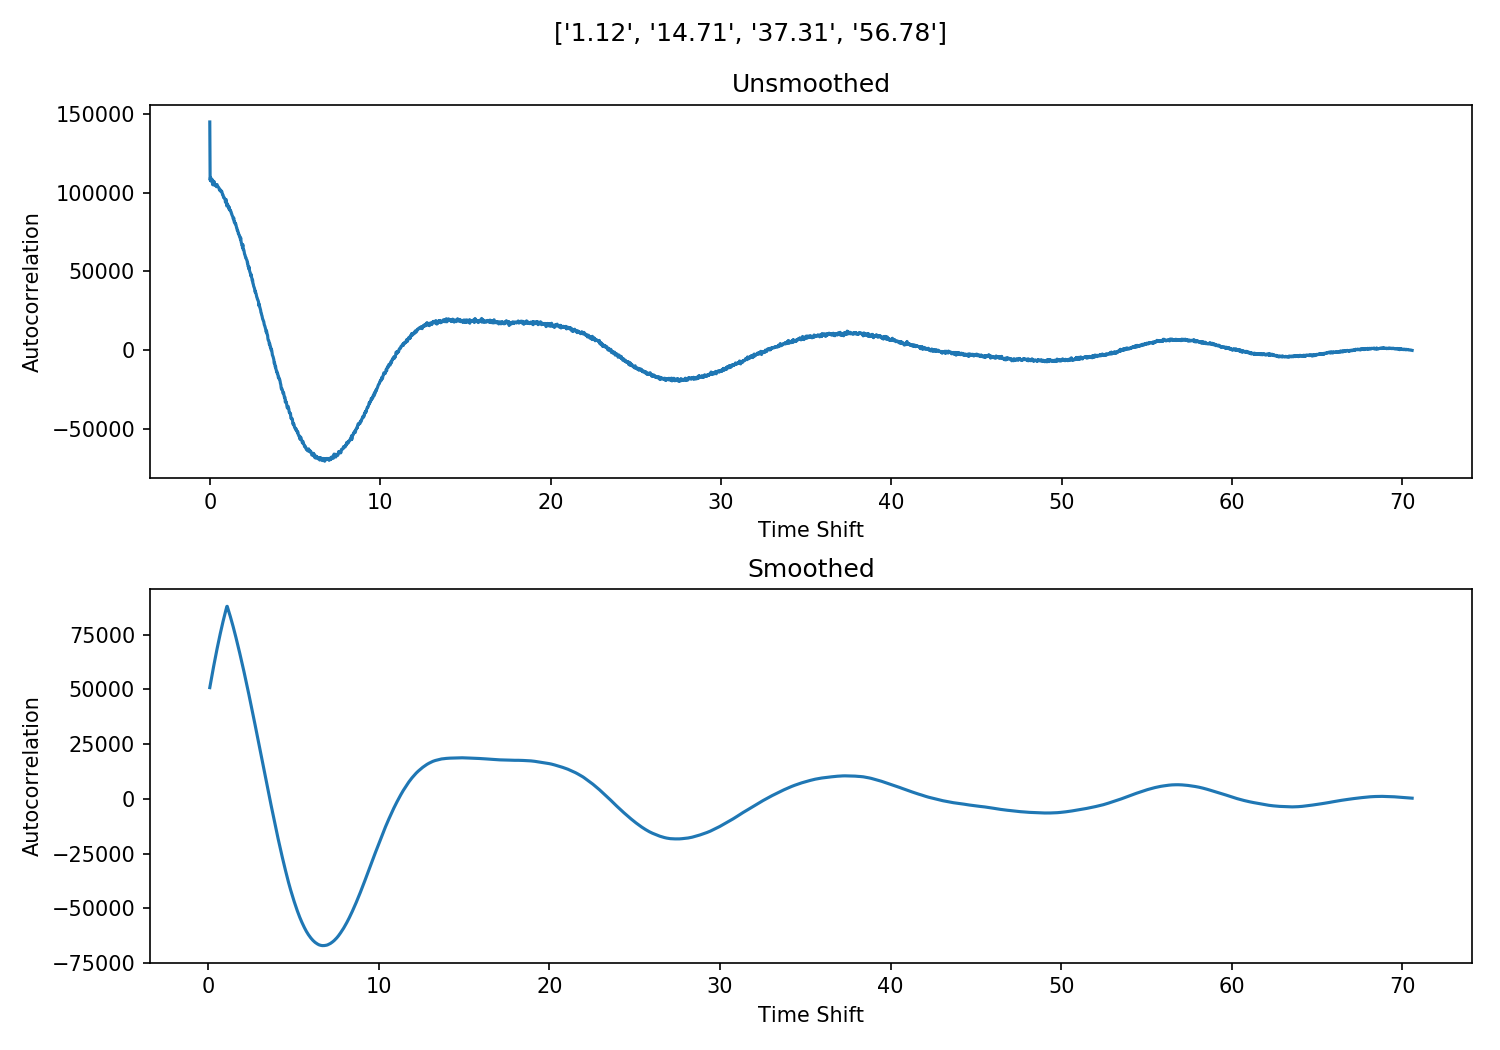 ['1.12', '14.71', '37.31', '56.78']
Unsmoothed
150000
100000
50000
0
−50000
Autocorrelation
0 10 20 30 40 50 60 70
Time Shift
Smoothed
75000
50000
25000
0
−25000
−50000
−75000
Autocorrelation
0 10 20 30 40 50 60 70
Time Shift